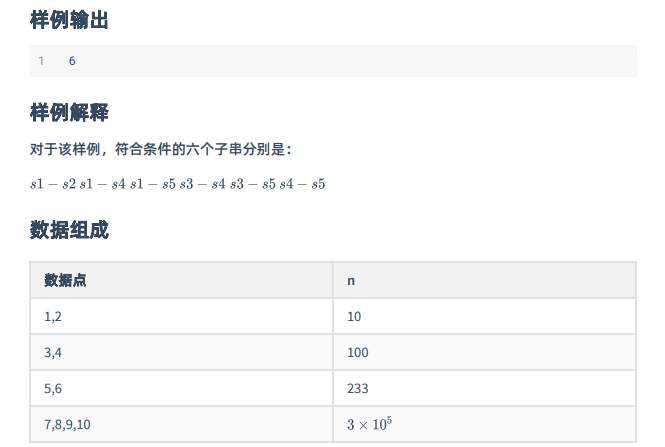 样例输出
1 6
样例解释
对于该样例，符合条件的六个子串分别是：
s1 − s2 s1 − s4 s1 − s5 s3 − s4 s3 − s5 s4 − s5
数据组成
数据点 n
1,2 10
3,4 100
5,6 233
7,8,9,10 3 × 10⁵